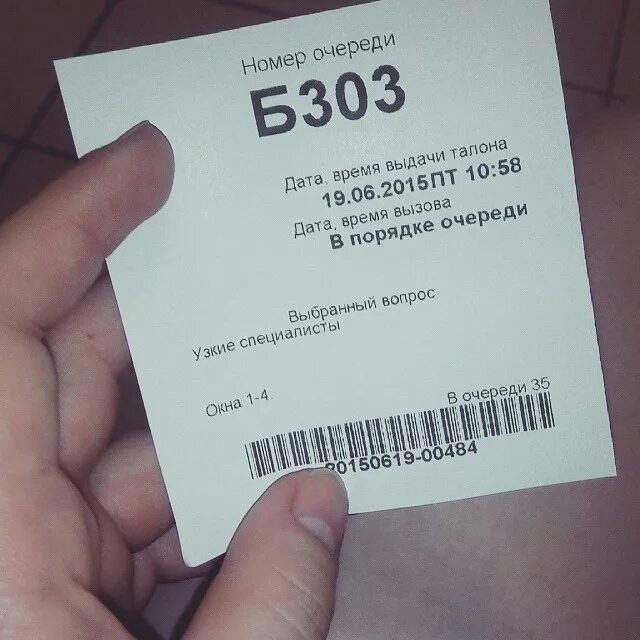 Номер очереди
Б303
Дата, время выдачи талона
19.06.2015ПТ 10:58
Дата, время вызова
В порядке очереди
Выбранный вопрос
Узкие специалисты
Окна 1-4.
В очереди 35
20150619-00484